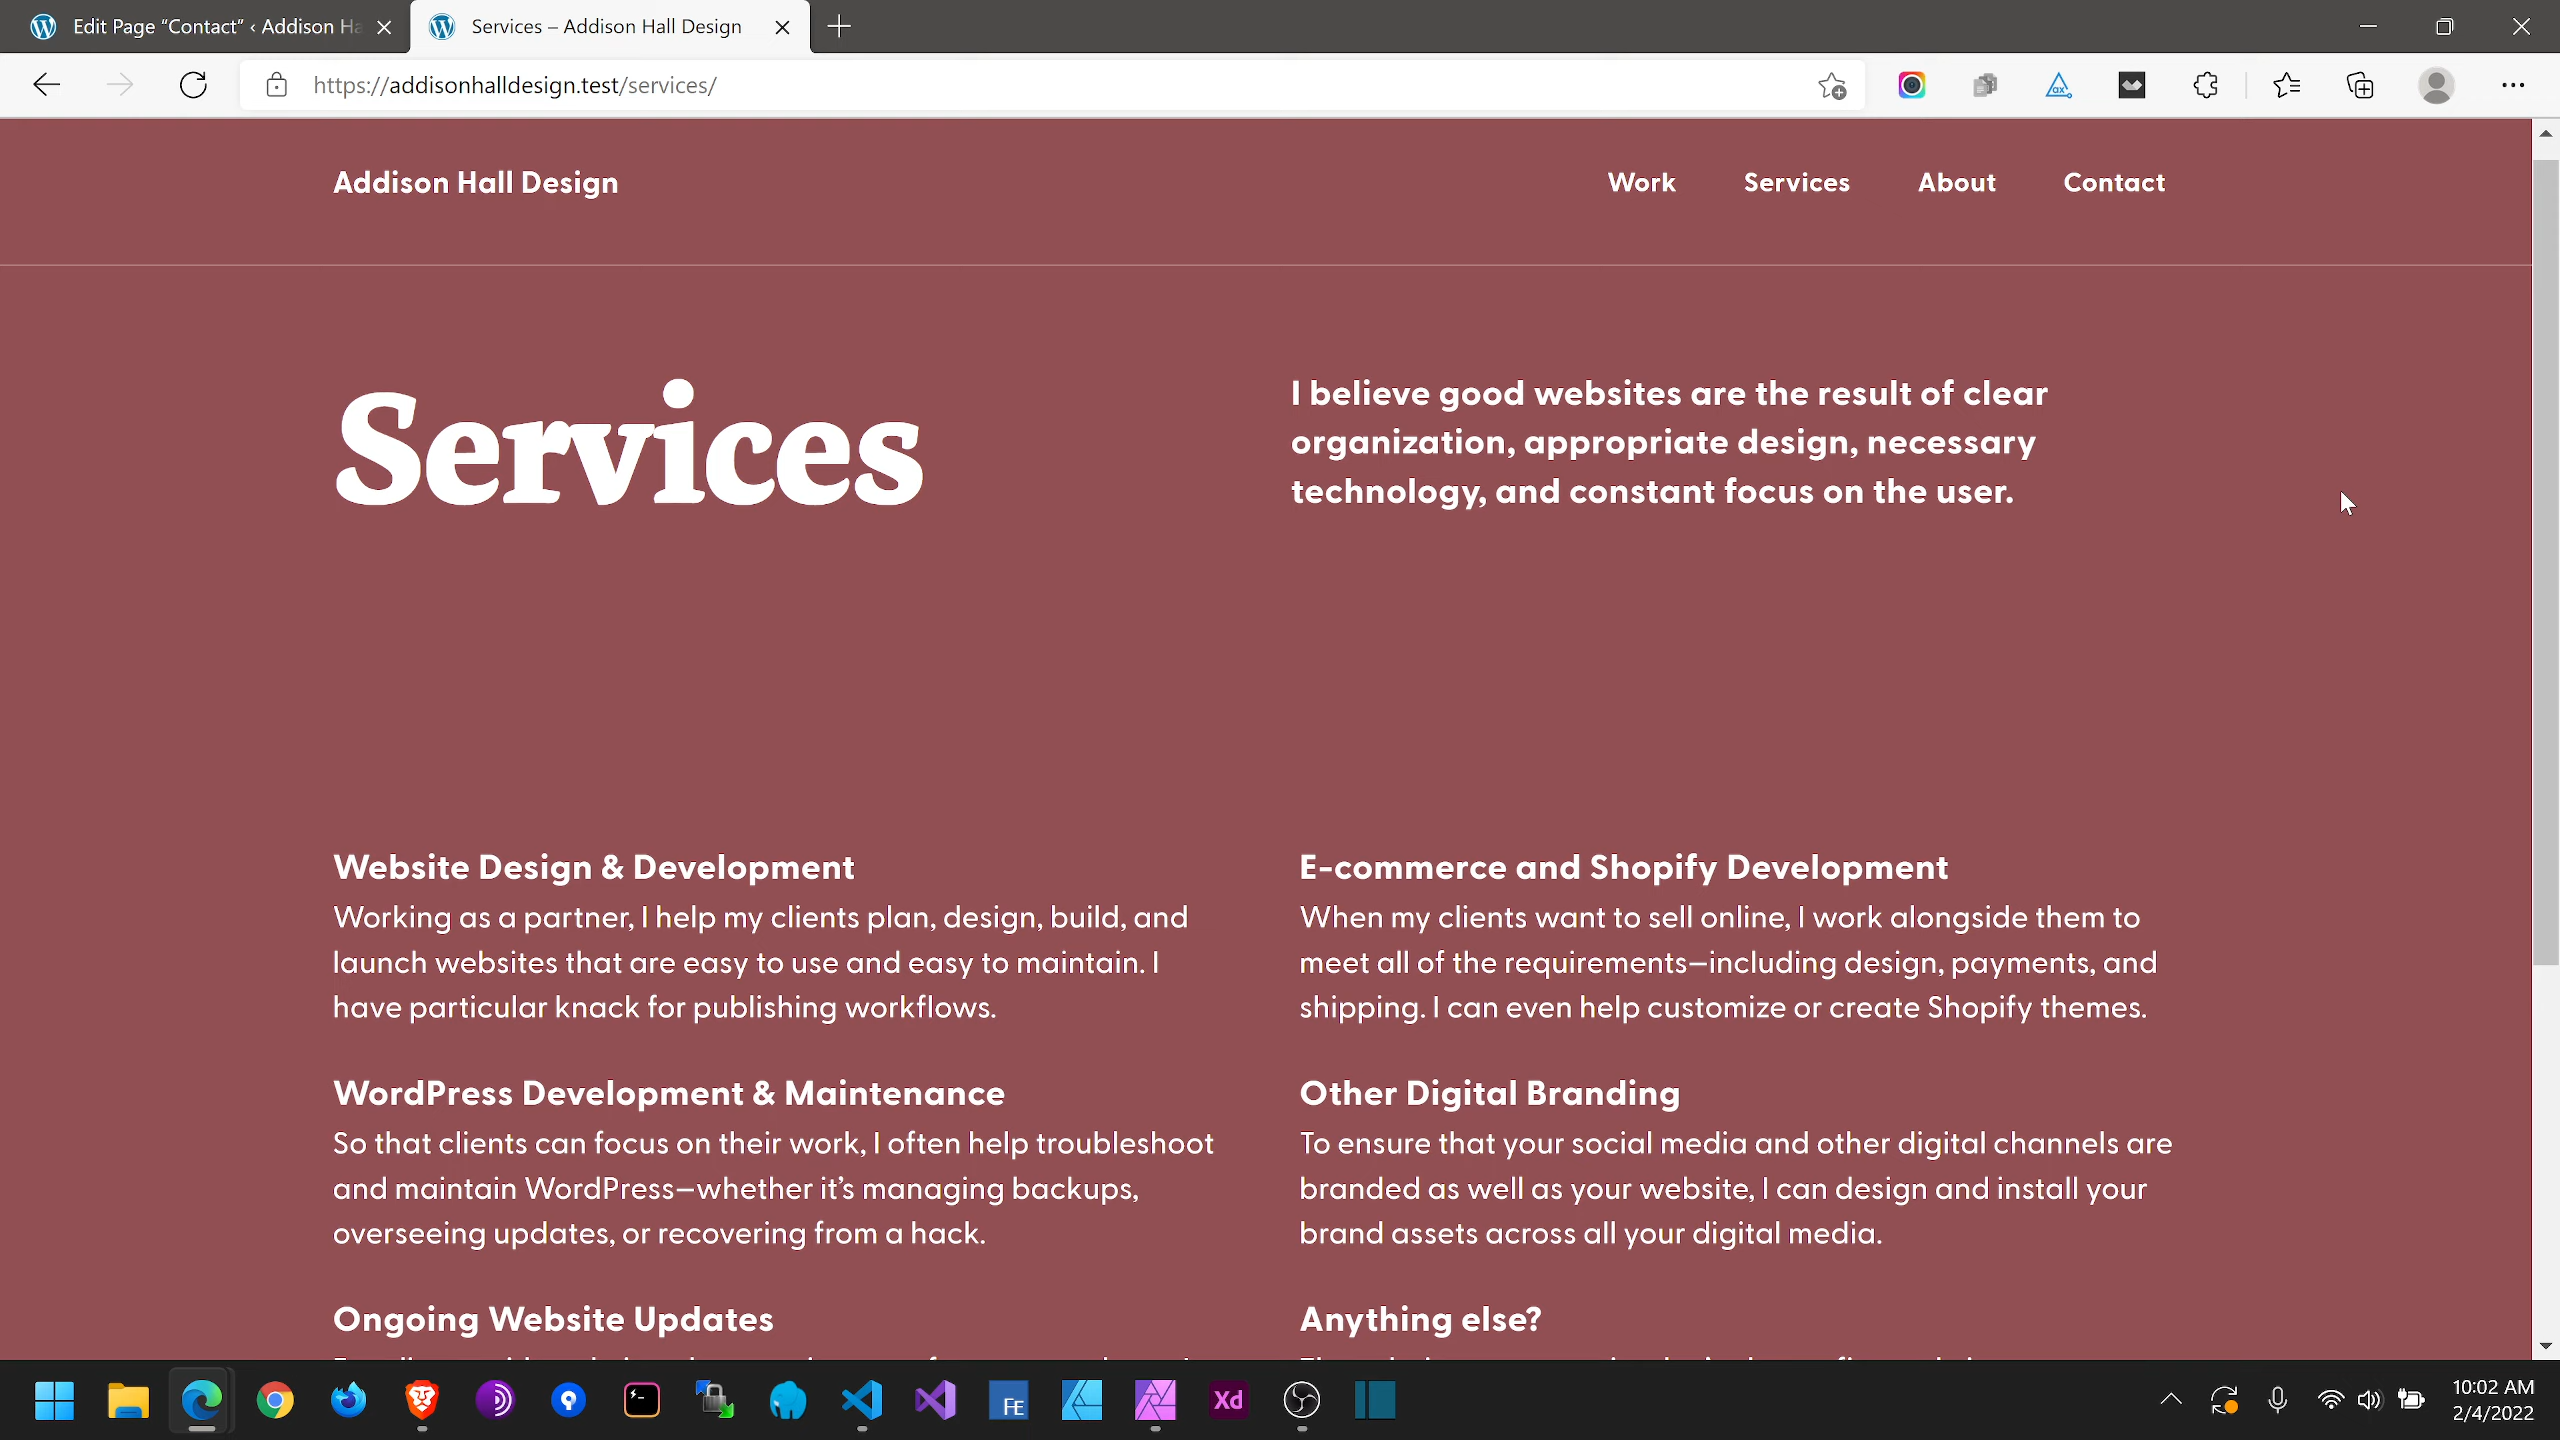 Edit Page “Contact” ‹ Addison Ha
Services – Addison Hall Design
https://addisonhalldesign.test/services/
Addison Hall Design
Work
Services
About
Contact
Services
I believe good websites are the result of clear
organization, appropriate design, necessary
technology, and constant focus on the user.
Website Design & Development
Working as a partner, I help my clients plan, design, build, and
launch websites that are easy to use and easy to maintain. I
have particular knack for publishing workflows.
E-commerce and Shopify Development
When my clients want to sell online, I work alongside them to
meet all of the requirements—including design, payments, and
shipping. I can even help customize or create Shopify themes.
WordPress Development & Maintenance
So that clients can focus on their work, I often help troubleshoot
and maintain WordPress—whether it’s managing backups,
overseeing updates, or recovering from a hack.
Other Digital Branding
To ensure that your social media and other digital channels are
branded as well as your website, I can design and install your
brand assets across all your digital media.
Ongoing Website Updates
Anything else?
FE
Xd
10:02 AM
2/4/2022